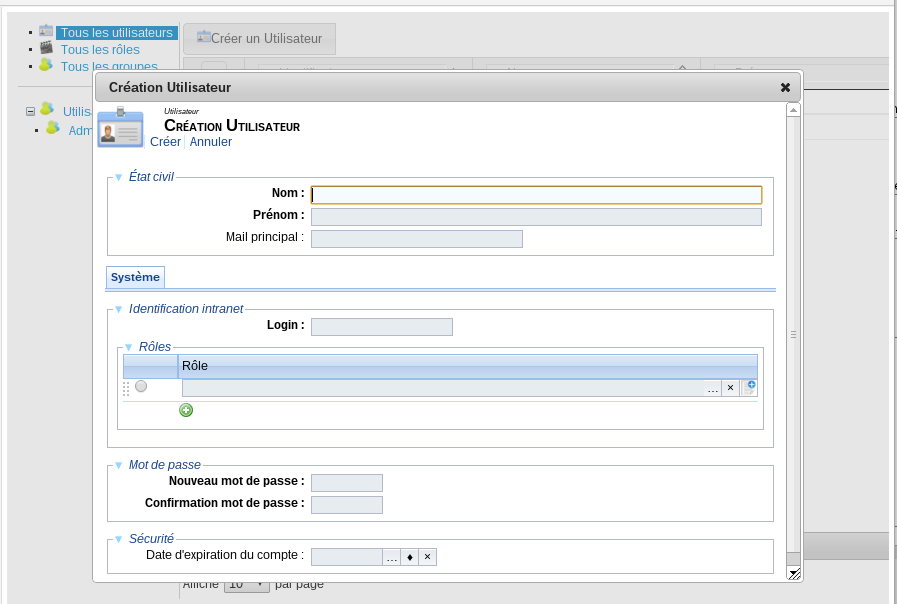 Tous les utilisateurs
Tous les rôles
Tous les groupes
Utilis
Adm
Créer un Utilisateur
Création Utilisateur
Utilisateur
Création Utilisateur
Créer Annuler
État civil
Nom :
Prénom :
Mail principal :
Système
Identification intranet
Login :
Rôles
Rôle
... ×
Mot de passe
Nouveau mot de passe :
Confirmation mot de passe :
Sécurité
Date d'expiration du compte :
... ♦ ×
Affiche 10 par page